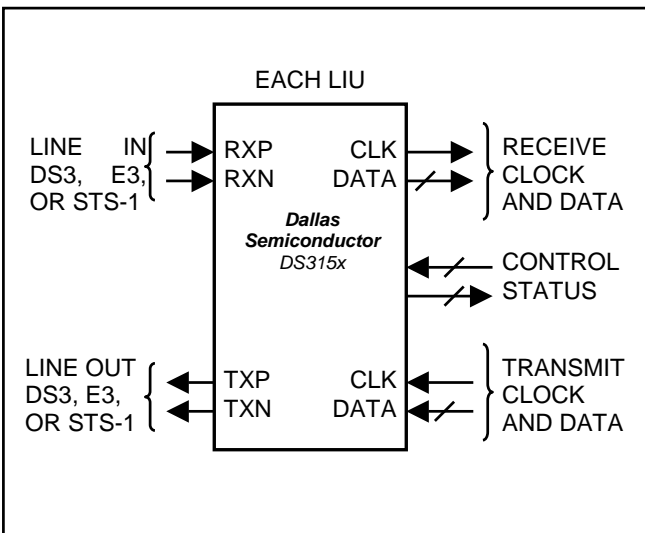 EACH LIU
LINE IN
DS3, E3,
OR STS-1
RXP
RXN
CLK
DATA
RECEIVE
CLOCK
AND DATA
Dallas
Semiconductor
DS315x
CONTROL
STATUS
LINE OUT
DS3, E3,
OR STS-1
TXP
TXN
CLK
DATA
TRANSMIT
CLOCK
AND DATA